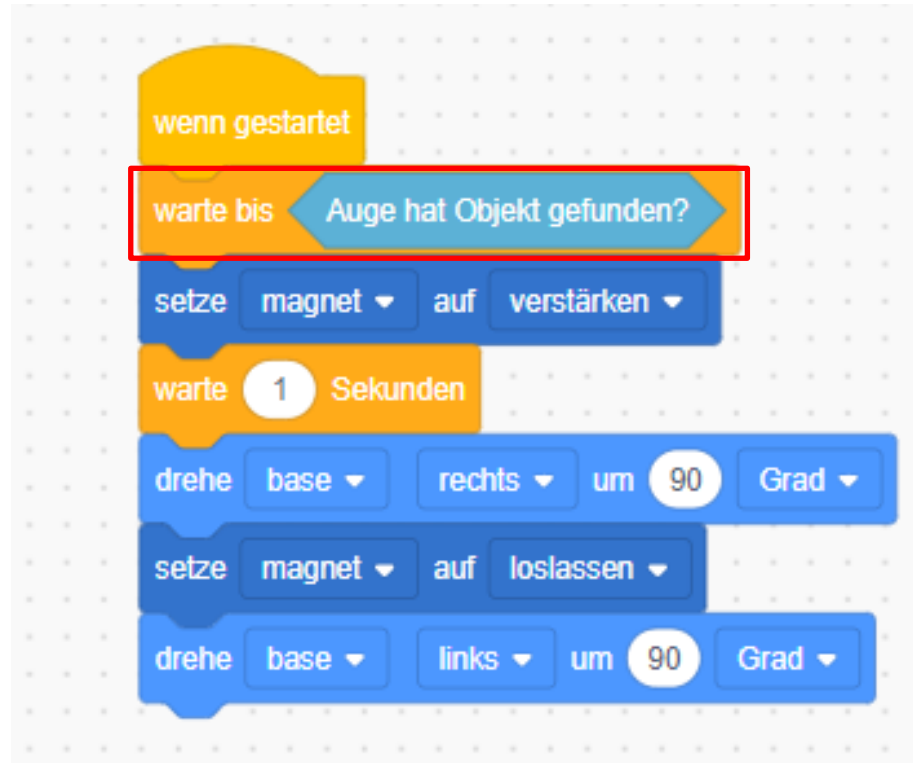 wenn gestartet
warte bis Auge hat Objekt gefunden?
setze magnet auf verstärken
warte 1 Sekunden
drehe base rechts um 90 Grad
setze magnet auf loslassen
drehe base links um 90 Grad